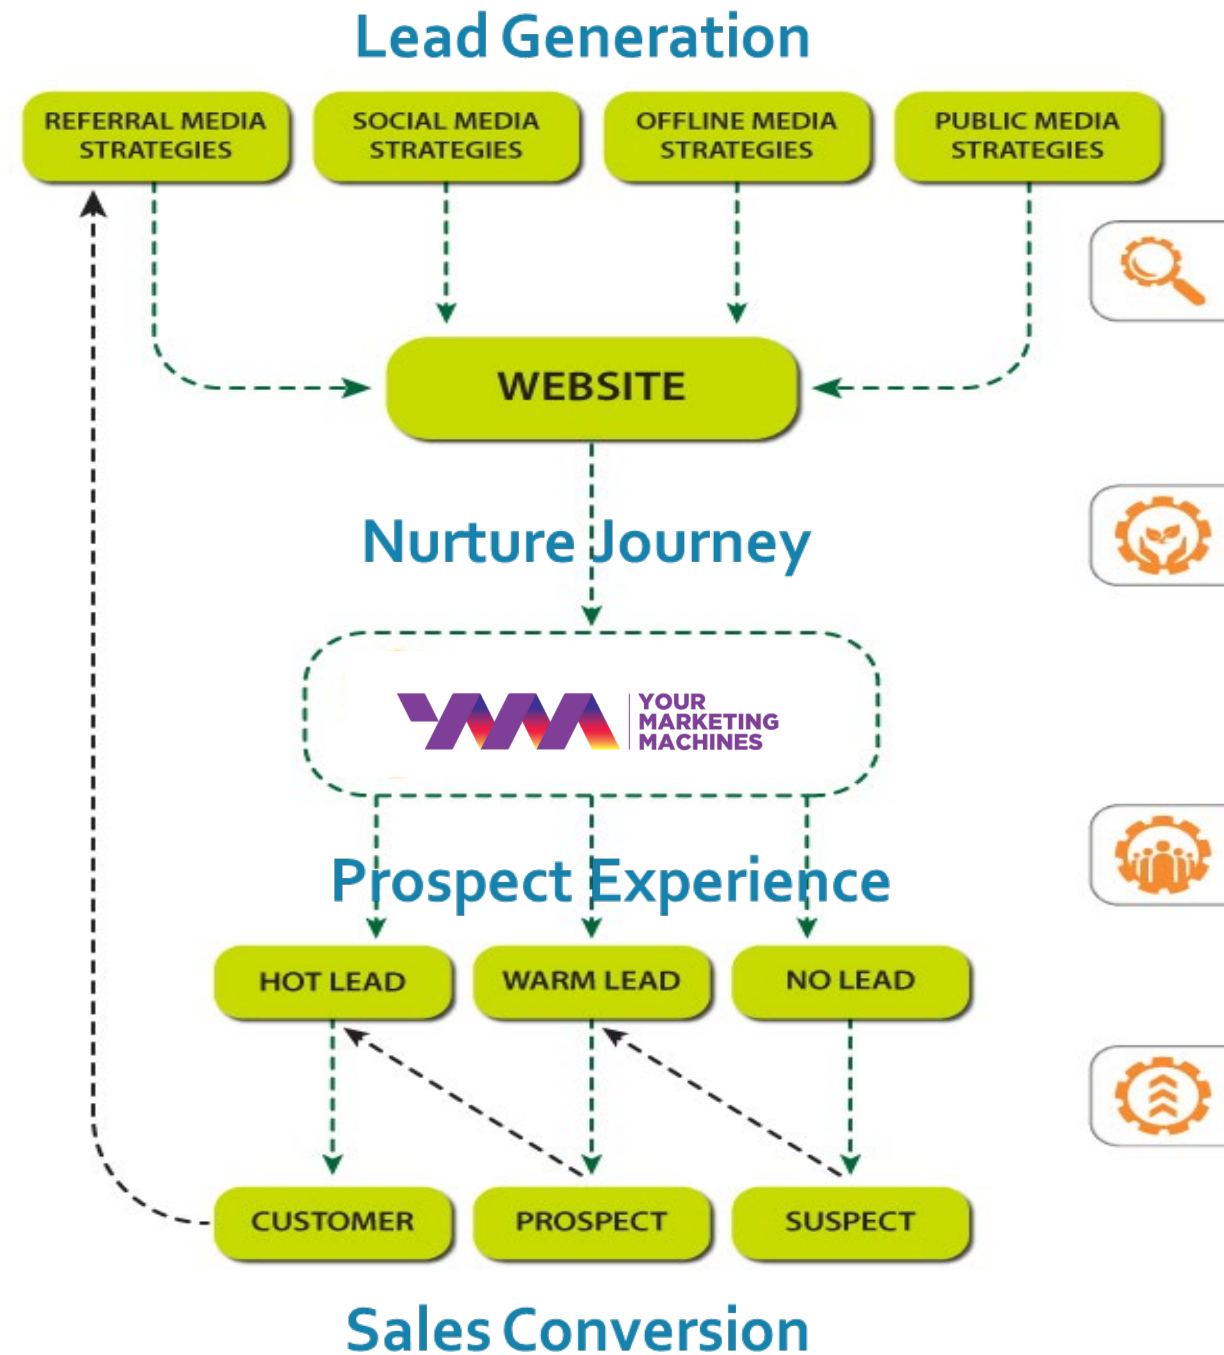 Lead Generation
REFERRAL MEDIA
STRATEGIES
SOCIAL MEDIA
STRATEGIES
OFFLINE MEDIA
STRATEGIES
PUBLIC MEDIA
STRATEGIES
WEBSITE
Nurture Journey
YMM
YOUR
MARKETING
MACHINES
Prospect Experience
HOT LEAD
WARM LEAD
NO LEAD
CUSTOMER
PROSPECT
SUSPECT
Sales Conversion